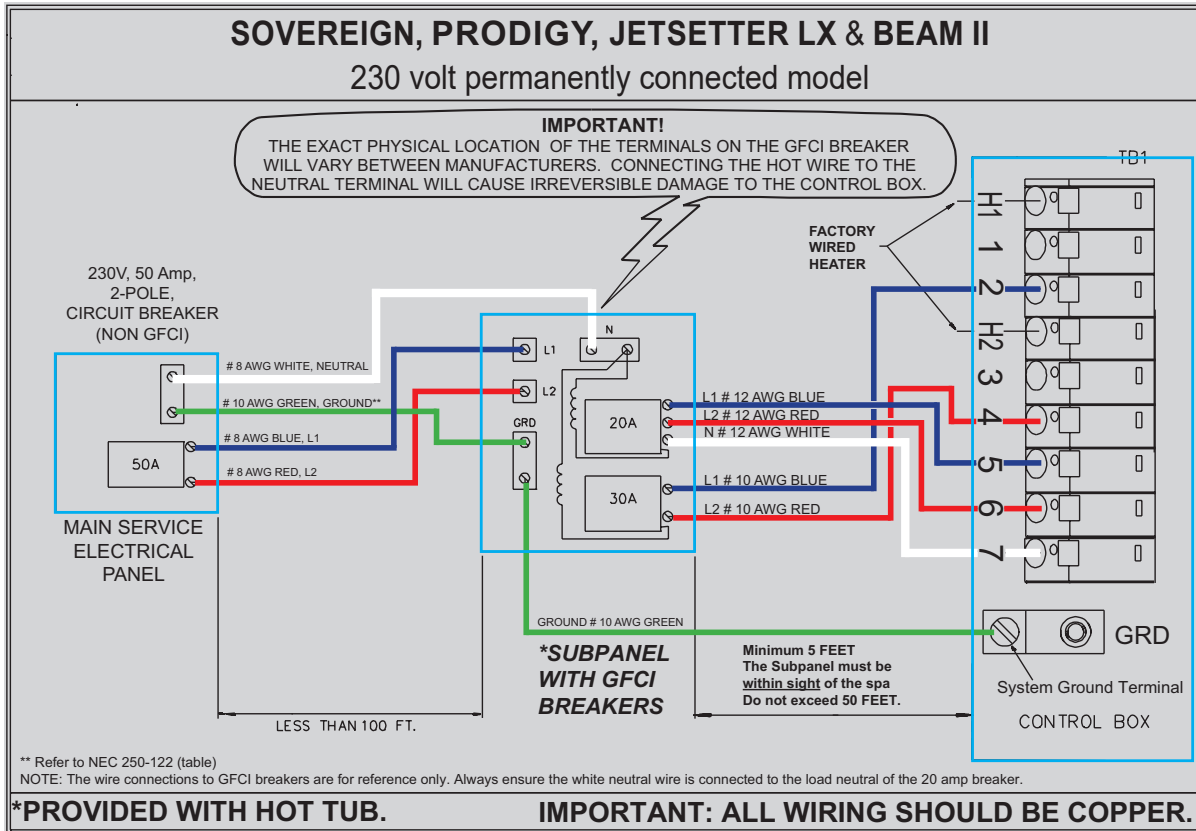 SOVEREIGN, PRODIGY, JETSETTER LX & BEAM II
230 volt permanently connected model
IMPORTANT!
THE EXACT PHYSICAL LOCATION OF THE TERMINALS ON THE GFCI BREAKER
WILL VARY BETWEEN MANUFACTURERS. CONNECTING THE HOT WIRE TO THE
NEUTRAL TERMINAL WILL CAUSE IRREVERSIBLE DAMAGE TO THE CONTROL BOX.
230V, 50 Amp,
2-POLE,
CIRCUIT BREAKER
(NON GFCI)
# 8 AWG WHITE, NEUTRAL
# 10 AWG GREEN, GROUND**
# 8 AWG BLUE, L1
# 8 AWG RED, L2
50A
MAIN SERVICE
ELECTRICAL
PANEL
L1
L2
N
GRD
20A
30A
L1 # 12 AWG BLUE
L2 # 12 AWG RED
N # 12 AWG WHITE
L1 # 10 AWG BLUE
L2 # 10 AWG RED
GROUND # 10 AWG GREEN
*SUBPANEL
WITH GFCI
BREAKERS
FACTORY
WIRED
HEATER
TB1
H1
1
2
H2
3
4
5
6
7
GRD
System Ground Terminal
CONTROL BOX
Minimum 5 FEET
The Subpanel must be
within sight of the spa
Do not exceed 50 FEET.
LESS THAN 100 FT.
** Refer to NEC 250-122 (table)
NOTE: The wire connections to GFCI breakers are for reference only. Always ensure the white neutral wire is connected to the load neutral of the 20 amp breaker.
*PROVIDED WITH HOT TUB.
IMPORTANT: ALL WIRING SHOULD BE COPPER.